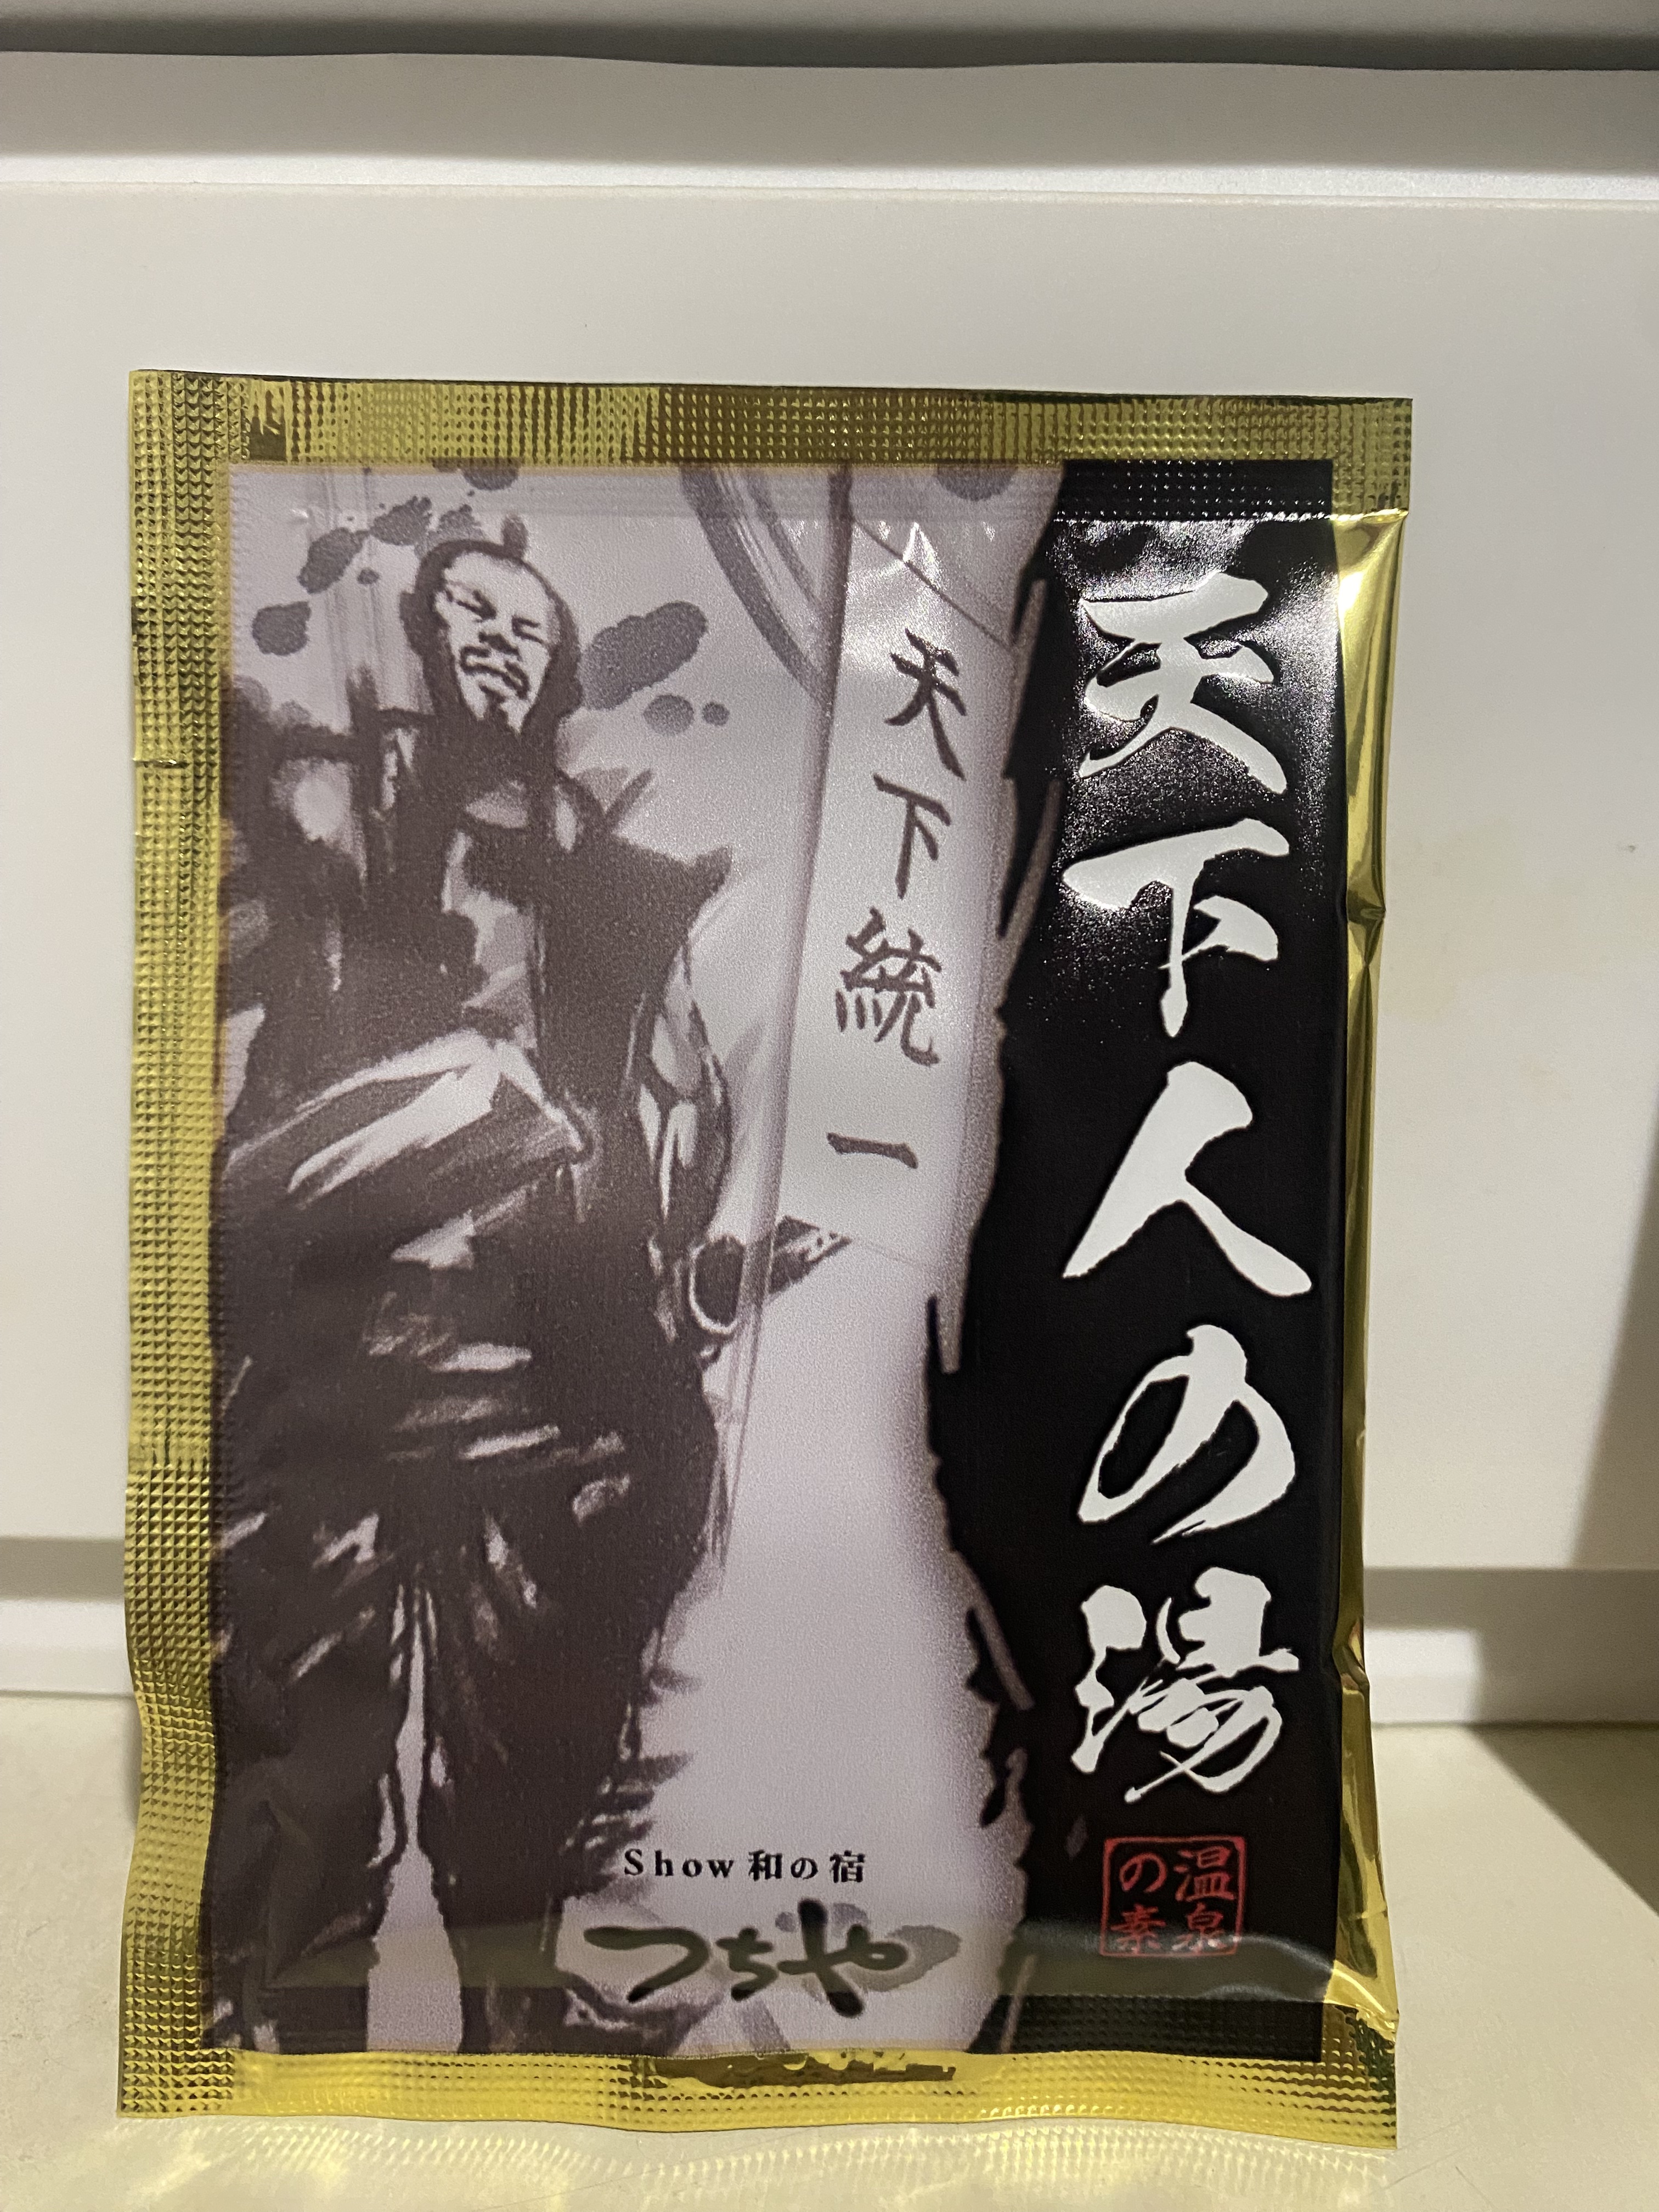 天下人の湯
温泉
の素
天下統一
Show和の宿
つちや